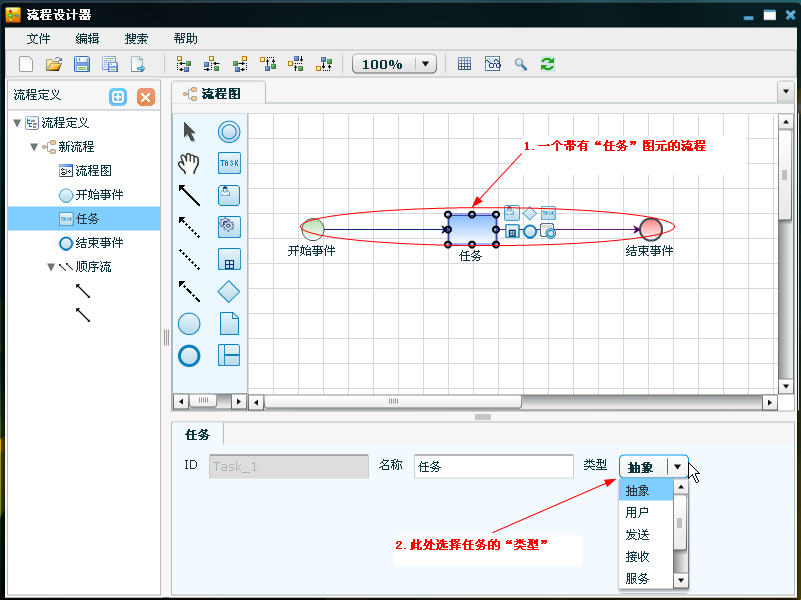 流程设计器
文件 编辑 搜索 帮助
100%
流程定义
流程图
流程定义
新流程
流程图
开始事件
任务
结束事件
顺序流
TASK
TASK
1.一个带有“任务”图元的流程
TASK
开始事件
任务
结束事件
任务
ID Task_1 名称 任务 类型 抽象
抽象
用户
发送
接收
服务
2.此处选择任务的“类型”